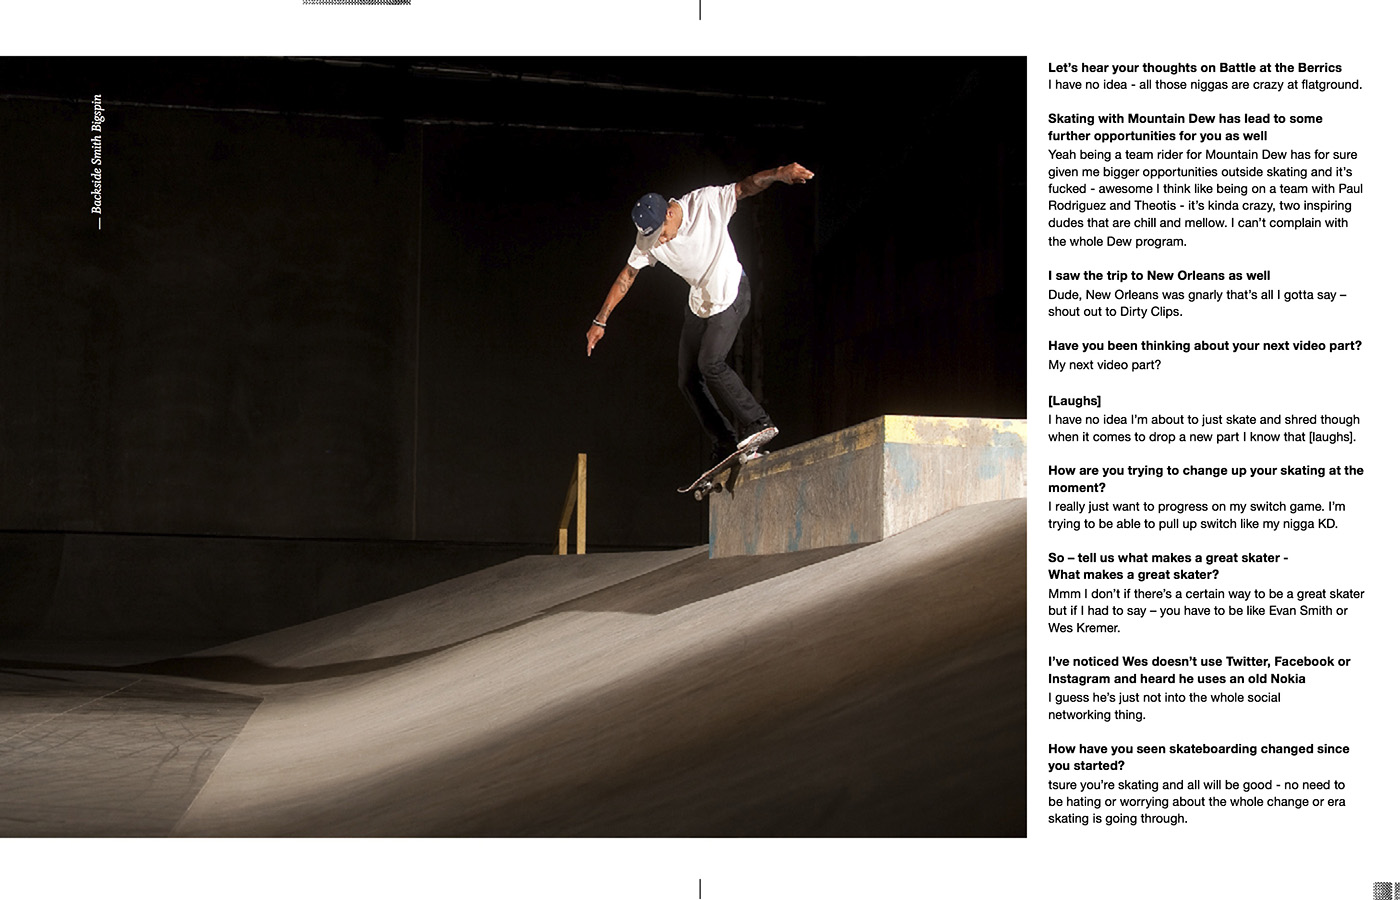 — Backside Smith Bigspin
Let’s hear your thoughts on Battle at the Berrics
I have no idea - all those niggas are crazy at flatground.
Skating with Mountain Dew has lead to some
further opportunities for you as well
Yeah being a team rider for Mountain Dew has for sure
given me bigger opportunities outside skating and it’s
fucked - awesome I think like being on a team with Paul
Rodriguez and Theotis - it’s kinda crazy, two inspiring
dudes that are chill and mellow. I can’t complain with
the whole Dew program.
I saw the trip to New Orleans as well
Dude, New Orleans was gnarly that’s all I gotta say –
shout out to Dirty Clips.
Have you been thinking about your next video part?
My next video part?
[Laughs]
I have no idea I’m about to just skate and shred though
when it comes to drop a new part I know that [laughs].
How are you trying to change up your skating at the
moment?
I really just want to progress on my switch game. I’m
trying to be able to pull up switch like my nigga KD.
So – tell us what makes a great skater -
What makes a great skater?
Mmm I don’t if there’s a certain way to be a great skater
but if I had to say – you have to be like Evan Smith or
Wes Kremer.
I’ve noticed Wes doesn’t use Twitter, Facebook or
Instagram and heard he uses an old Nokia
I guess he’s just not into the whole social
networking thing.
How have you seen skateboarding changed since
you started?
tsure you’re skating and all will be good - no need to
be hating or worrying about the whole change or era
skating is going through.